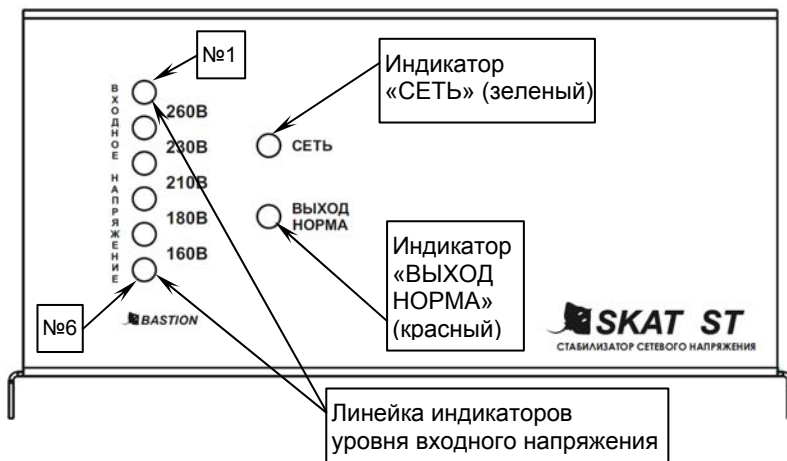 №1
Индикатор
«СЕТЬ» (зеленый)
ВХОДНОЕ НАПРЯЖЕНИЕ
260В
230В
210В
180В
160В
СЕТЬ
ВЫХОД
НОРМА
Индикатор
«ВЫХОД
НОРМА»
(красный)
№6
BASTION
SKAT ST
СТАБИЛИЗАТОР СЕТЕВОГО НАПРЯЖЕНИЯ
Линейка индикаторов
уровня входного напряжения